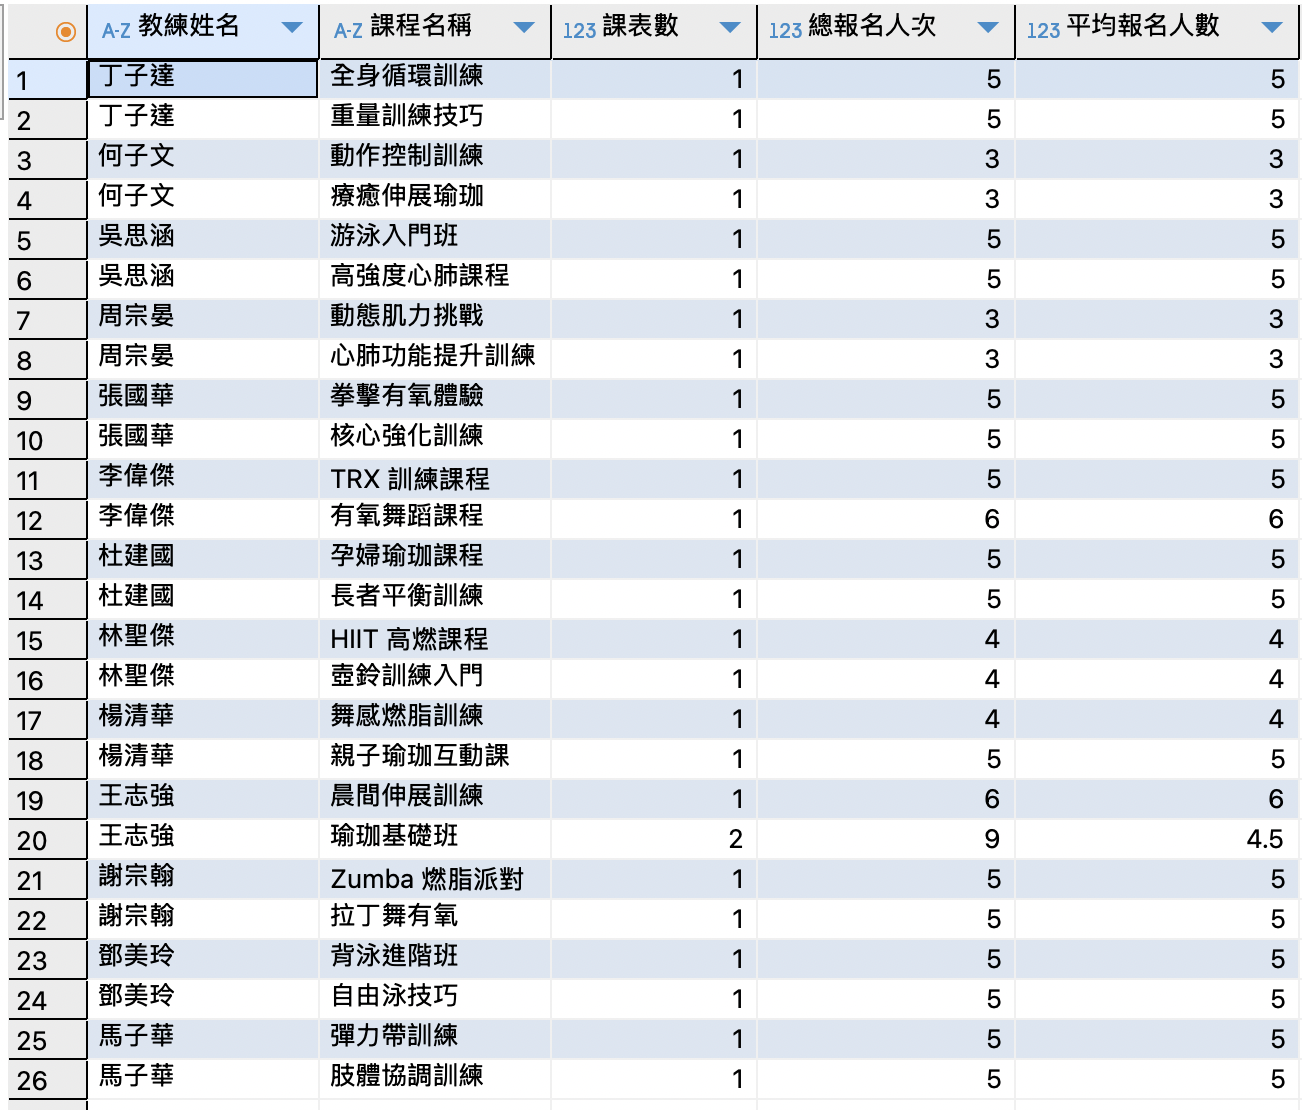 A-Z 教練姓名 A-Z 課程名稱 123 課表數 123 總報名人次 123 平均報名人數
1 丁子達 全身循環訓練 1 5 5
2 丁子達 重量訓練技巧 1 5 5
3 何子文 動作控制訓練 1 3 3
4 何子文 療癒伸展瑜珈 1 3 3
5 吳思涵 游泳入門班 1 5 5
6 吳思涵 高強度心肺課程 1 5 5
7 周宗晏 動態肌力挑戰 1 3 3
8 周宗晏 心肺功能提升訓練 1 3 3
9 張國華 拳擊有氧體驗 1 5 5
10 張國華 核心強化訓練 1 5 5
11 李偉傑 TRX 訓練課程 1 5 5
12 李偉傑 有氧舞蹈課程 1 6 6
13 杜建國 孕婦瑜珈課程 1 5 5
14 杜建國 長者平衡訓練 1 5 5
15 林聖傑 HIIT 高燃課程 1 4 4
16 林聖傑 壺鈴訓練入門 1 4 4
17 楊清華 舞感燃脂訓練 1 4 4
18 楊清華 親子瑜珈互動課 1 5 5
19 王志強 晨間伸展訓練 1 6 6
20 王志強 瑜珈基礎班 2 9 4.5
21 謝宗翰 Zumba 燃脂派對 1 5 5
22 謝宗翰 拉丁舞有氧 1 5 5
23 鄧美玲 背泳進階班 1 5 5
24 鄧美玲 自由泳技巧 1 5 5
25 馬子華 彈力帶訓練 1 5 5
26 馬子華 肢體協調訓練 1 5 5